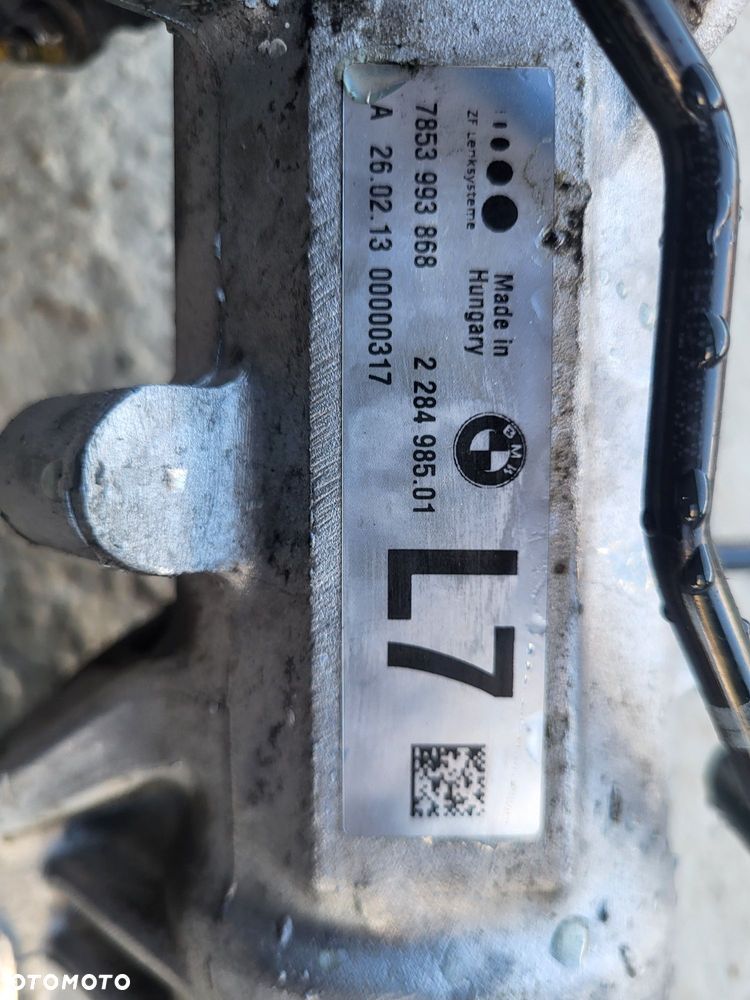 ZF Lenksysteme
Made in
Hungary
BMW
7853 993 868
2 284 985.01
A 26.02.13 00000317
L7
OTOMOTO